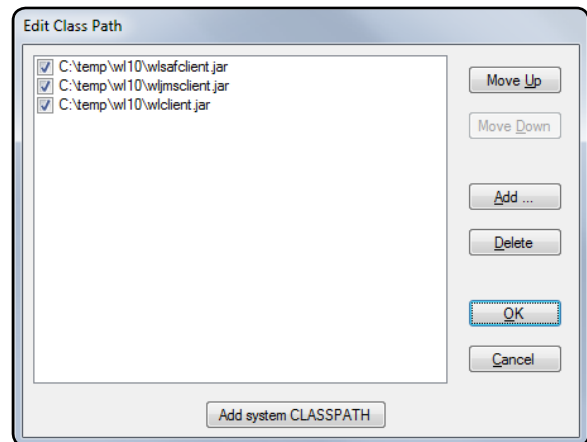 Edit Class Path
C:\temp\wl10\wlsafclient.jar
C:\temp\wl10\wljmsclient.jar
C:\temp\wl10\wlclient.jar
Move Up
Move Down
Add ...
Delete
OK
Cancel
Add system CLASSPATH